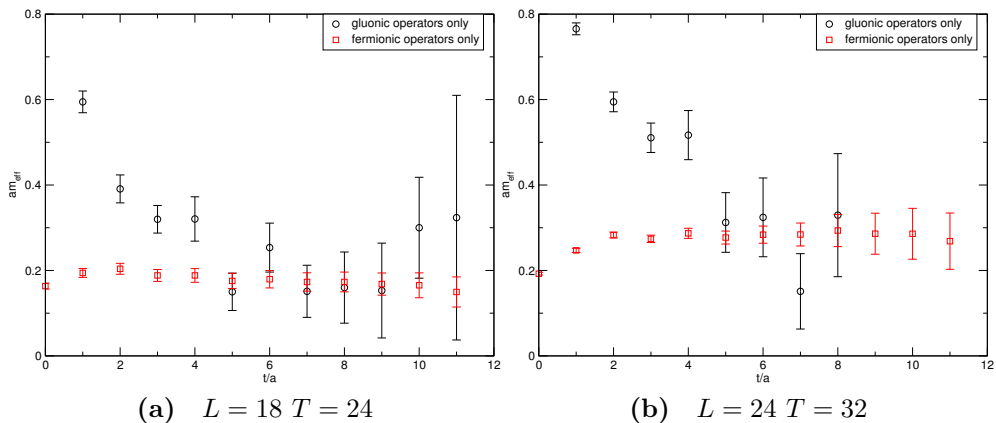 0.8
0.6
0.4
0.2
0
am_eff
gluonic operators only
fermionic operators only
0 2 4 6 8 10 12
t/a
(a) L = 18 T = 24
0.8
0.6
0.4
0.2
0
am_eff
gluonic operators only
fermionic operators only
0 2 4 6 8 10 12
t/a
(b) L = 24 T = 32